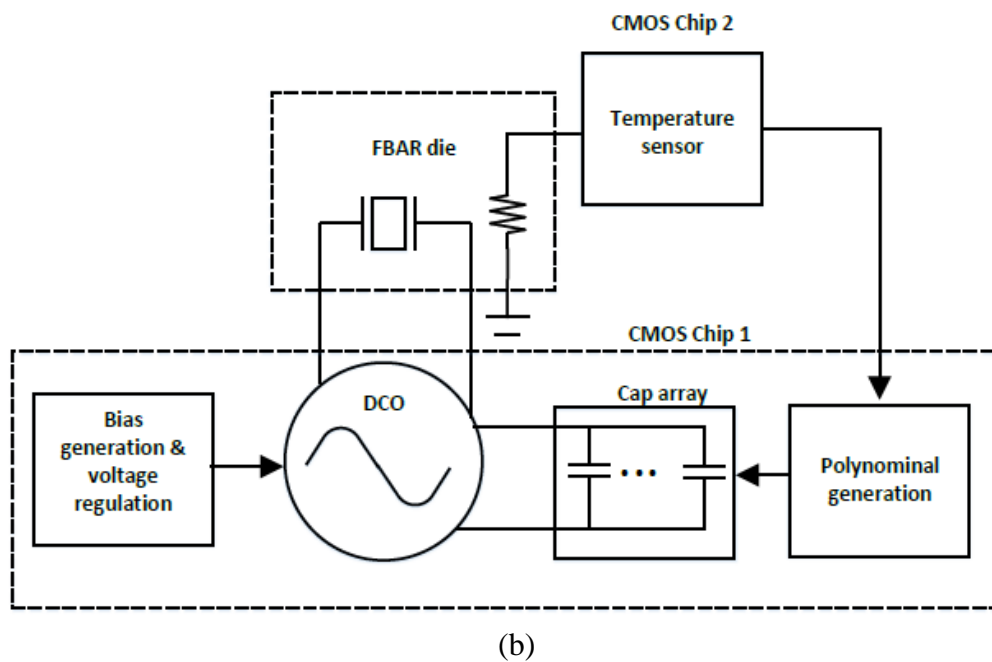 CMOS Chip 2
Temperature
sensor
FBAR die
CMOS Chip 1
Bias
generation &
voltage
regulation
DCO
Cap array
Polynominal
generation
(b)